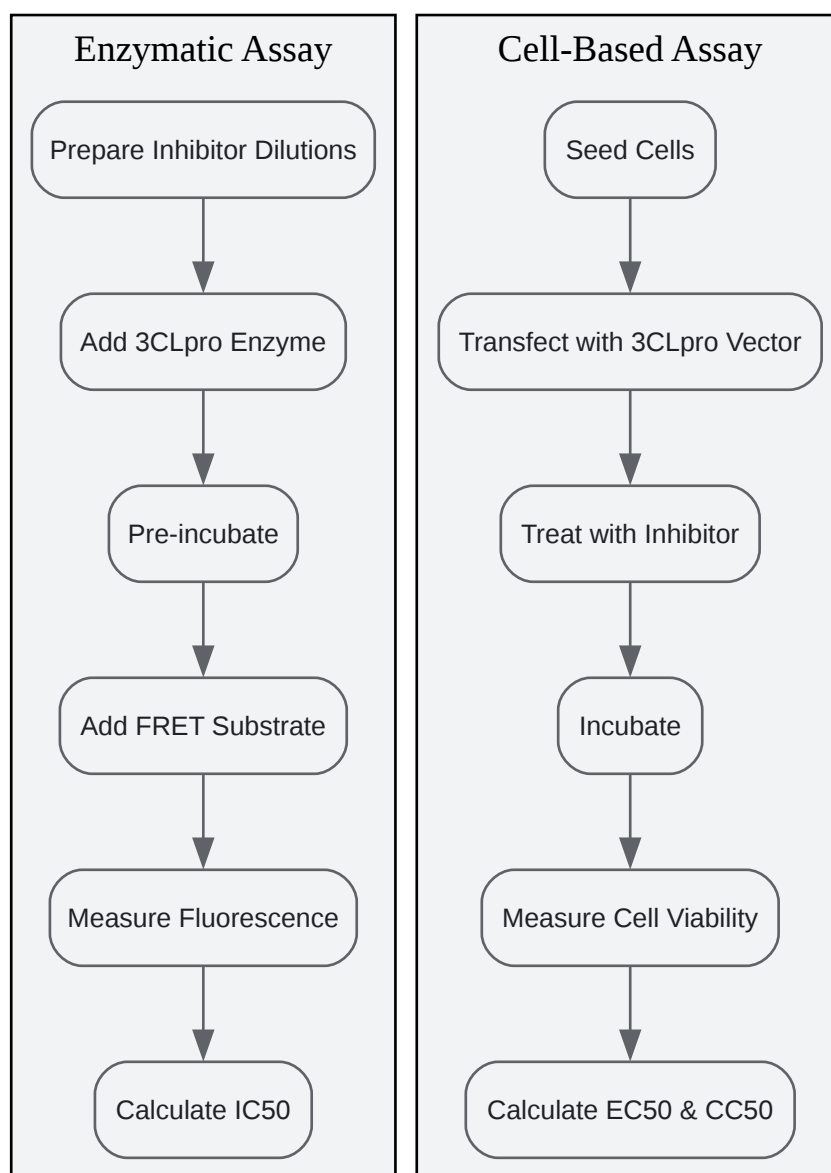 Enzymatic Assay
Prepare Inhibitor Dilutions
Add 3CLpro Enzyme
Pre-incubate
Add FRET Substrate
Measure Fluorescence
Calculate IC50
Cell-Based Assay
Seed Cells
Transfect with 3CLpro Vector
Treat with Inhibitor
Incubate
Measure Cell Viability
Calculate EC50 & CC50